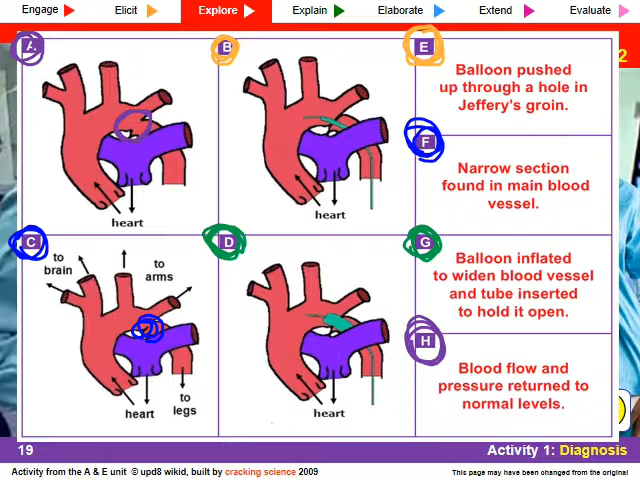 Engage Elicit Explore Explain Elaborate Extend Evaluate
2
A
heart
B
heart
E
Balloon pushed
up through a hole in
Jeffery's groin.
F
Narrow section
found in main blood
vessel.
C
to
brain
to
arms
heart
to
legs
D
heart
G
Balloon inflated
to widen blood vessel
and tube inserted
to hold it open.
H
Blood flow and
pressure returned to
normal levels.
19 Activity 1: Diagnosis
Activity from the A & E unit © upd8 wikid, built by cracking science 2009 This page may have been changed from the original